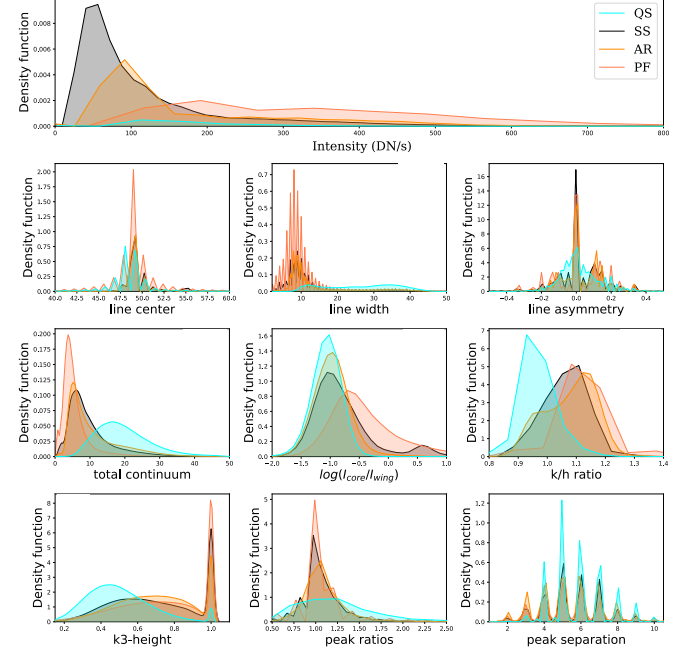 Density function
0.008
0.006
0.004
0.002
0.000
0 100 200 300 400 500 600 700 800
Intensity (DN/s)
QS
SS
AR
PF
Density function
2.00
1.75
1.50
1.25
1.00
0.75
0.50
0.25
0.00
40.0 42.5 45.0 47.5 50.0 52.5 55.0 57.5 60.0
line center
Density function
0.7
0.6
0.5
0.4
0.3
0.2
0.1
0.0
10 20 30 40 50
line width
Density function
16
14
12
10
8
6
4
2
0
−0.4 −0.2 0.0 0.2 0.4
line asymmetry
Density function
0.200
0.175
0.150
0.125
0.100
0.075
0.050
0.025
0.000
0 10 20 30 40 50
total continuum
Density function
1.6
1.4
1.2
1.0
0.8
0.6
0.4
0.2
0.0
−2.0 −1.5 −1.0 −0.5 0.0 0.5 1.0
log(I_core/I_wing)
Density function
7
6
5
4
3
2
1
0
0.8 0.9 1.0 1.1 1.2 1.3 1.4
k/h ratio
Density function
8
7
6
5
4
3
2
1
0
0.2 0.4 0.6 0.8 1.0
k3-height
Density function
5
4
3
2
1
0
0.50 0.75 1.00 1.25 1.50 1.75 2.00 2.25 2.50
peak ratios
Density function
1.2
1.0
0.8
0.6
0.4
0.2
0.0
2 4 6 8 10
peak separation